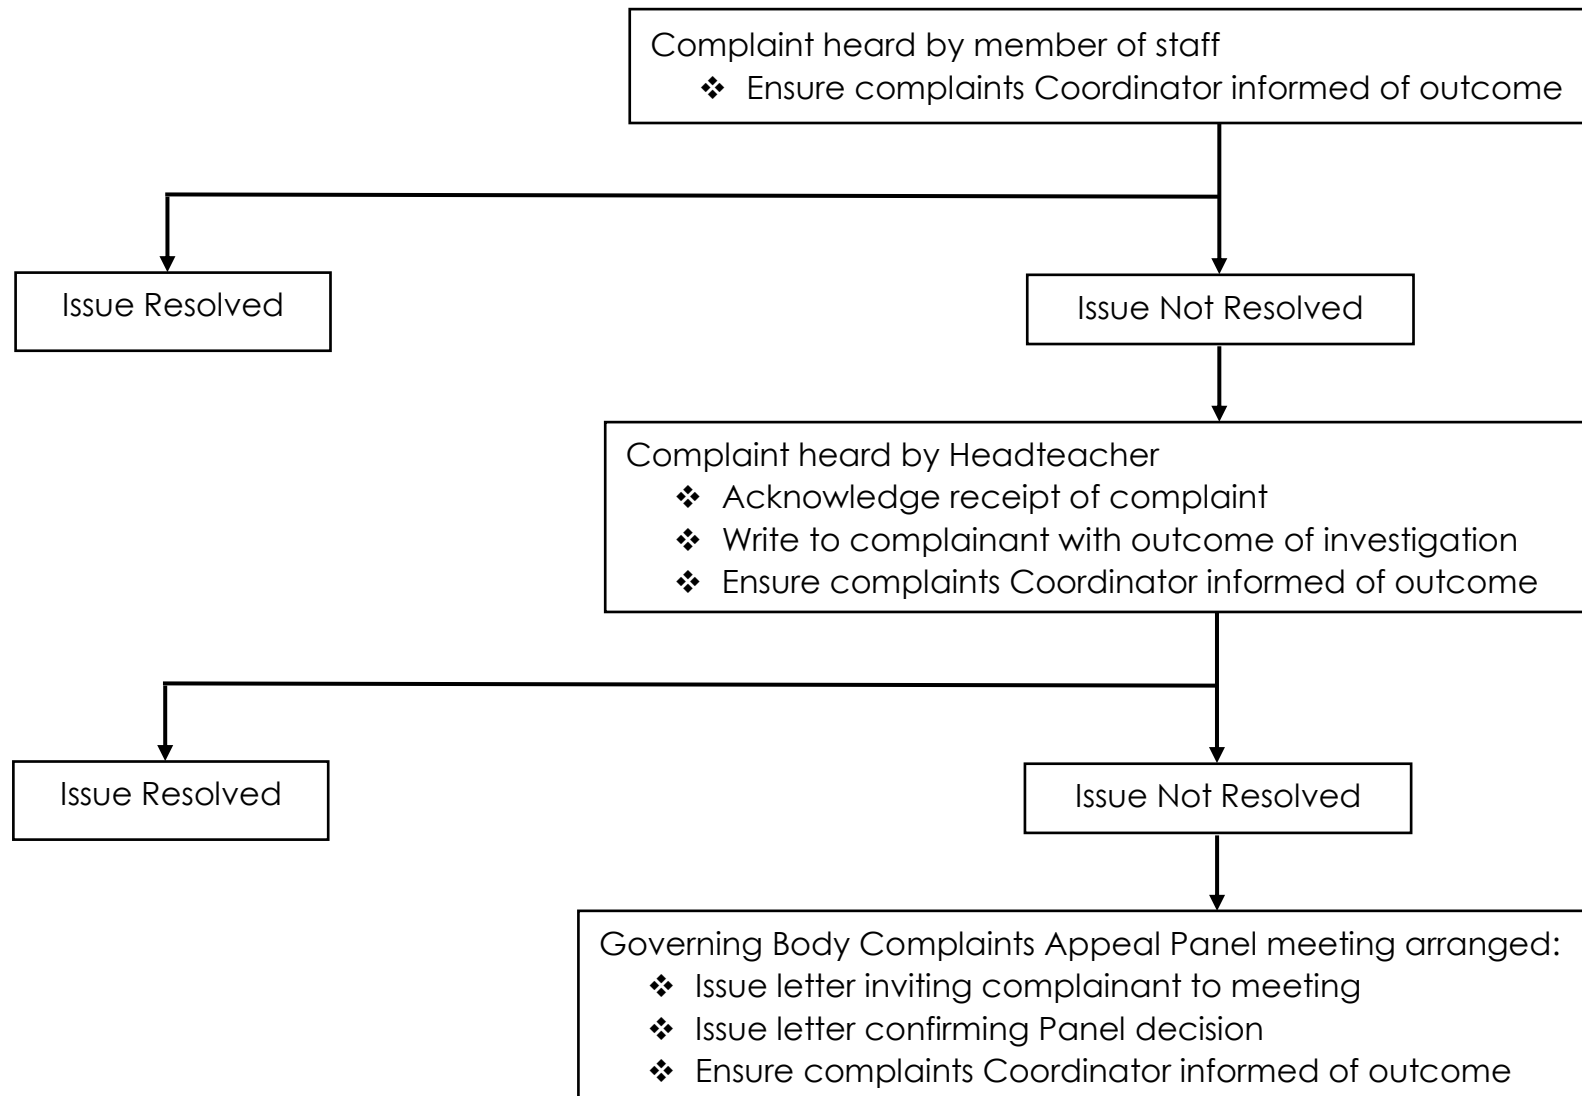 Complaint heard by member of staff
❖ Ensure complaints Coordinator informed of outcome
Issue Resolved
Issue Not Resolved
Complaint heard by Headteacher
❖ Acknowledge receipt of complaint
❖ Write to complainant with outcome of investigation
❖ Ensure complaints Coordinator informed of outcome
Issue Resolved
Issue Not Resolved
Governing Body Complaints Appeal Panel meeting arranged:
❖ Issue letter inviting complainant to meeting
❖ Issue letter confirming Panel decision
❖ Ensure complaints Coordinator informed of outcome